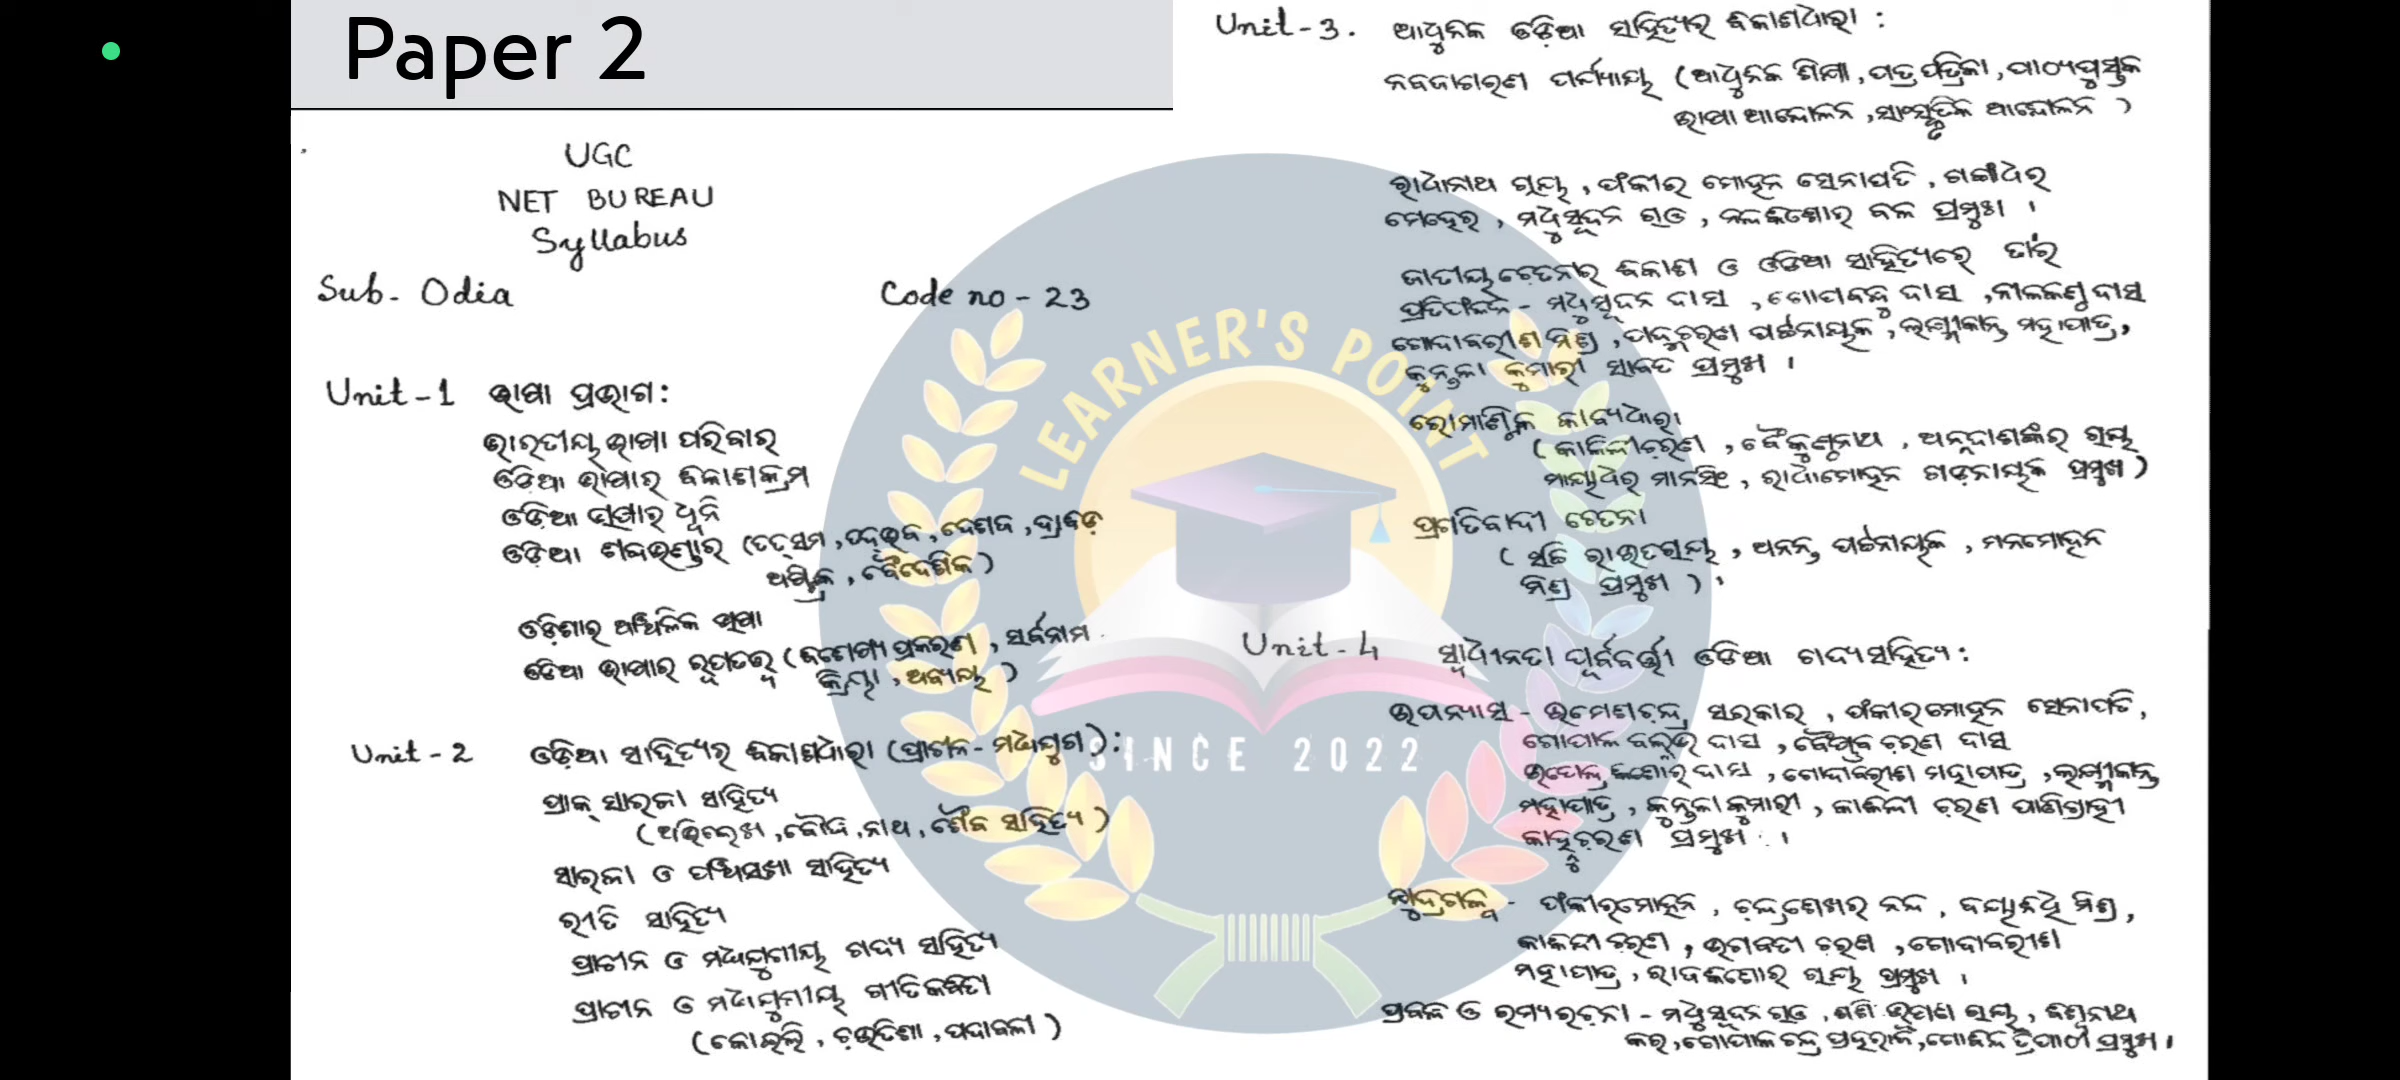 Paper 2
UGC
NET BUREAU
Syllabus
Sub- Odia Code no - 23
Unit-1 ଭାଷା ପ୍ରଭାଗ:
ଭାରତୀୟ ଭାଷା ପରିବାର
ଓଡ଼ିଆ ଭାଷାର ବିକାଶକ୍ରମ
ଓଡ଼ିଆ ଭାଷାର ଧ୍ୱନି
ଓଡ଼ିଆ ଶବ୍ଦଭଣ୍ଡାର (ତତ୍ସମ, ତଦ୍ଭବ, ଦେଶଜ, ଦ୍ରାବିଡ଼
ଅଷ୍ଟ୍ରିକ, ବୈଦେଶିକ)
ଓଡ଼ିଶାର ଆଞ୍ଚଳିକ ଭାଷା
ଓଡିଆ ଭାଷାର ରୂପତତ୍ତ୍ୱ (ବିଶେଷ୍ୟ ପ୍ରକରଣ, ସର୍ବନାମ
କ୍ରିୟା, ଅବ୍ୟୟ)
Unit - 2 ଓଡ଼ିଆ ସାହିତ୍ୟର ବିକାଶଧାରା (ପ୍ରାଚୀନ - ମଧ୍ୟଯୁଗ):
ପ୍ରାକ୍ ସାରଳା ସାହିତ୍ୟ
(ଅଭିଲେଖ, ବୌଦ୍ଧ, ନାଥ, ଶୈବ ସାହିତ୍ୟ)
ସାରଳା ଓ ପଞ୍ଚସଖା ସାହିତ୍ୟ
ରୀତି ସାହିତ୍ୟ
ପ୍ରାଚୀନ ଓ ମଧ୍ୟଯୁଗୀୟ ଗଦ୍ୟ ସାହିତ୍ୟ
ପ୍ରାଚୀନ ଓ ମଧ୍ୟଯୁଗୀୟ ଗୀତିକବିତା
(କୋଇଲି, ଚଉତିଶା, ପଦାବଳୀ)
Unit-3. ଆଧୁନିକ ଓଡ଼ିଆ ସାହିତ୍ୟର ବିକାଶଧାରା :
ନବଜାଗରଣ ପର୍ଯ୍ୟାୟ (ଆଧୁନିକ ଶିକ୍ଷା, ପତ୍ରପତ୍ରିକା, ପାଠ୍ୟପୁସ୍ତକ
ଭାଷା ଆନ୍ଦୋଳନ, ସାଂସ୍କୃତିକ ଆନ୍ଦୋଳନ)
ରାଧାନାଥ ରାୟ, ଫକୀର ମୋହନ ସେନାପତି, ଗଙ୍ଗାଧର
ମେହେର, ମଧୁସୂଦନ ରାଓ, ନନ୍ଦକିଶୋର ବଳ ପ୍ରମୁଖ ।
ଜାତୀୟ ଚେତନାର ବିକାଶ ଓ ଓଡିଆ ସାହିତ୍ୟରେ ତା'ର
ପ୍ରତିଫଳନ - ମଧୁସୂଦନ ଦାସ, ଗୋପବନ୍ଧୁ ଦାସ, ନୀଳକଣ୍ଠ ଦାସ
ଗୋଦାବରୀଶ ମିଶ୍ର, ପଦ୍ମଚରଣ ପଟ୍ଟନାୟକ, ଲକ୍ଷ୍ମୀକାନ୍ତ ମହାପାତ୍ର,
କୁନ୍ତଳା କୁମାରୀ ସାବତ ପ୍ରମୁଖ ।
ରୋମାଣ୍ଟିକ କାବ୍ୟଧାରା
(କାଳିନ୍ଦୀଚରଣ, ବୈକୁଣ୍ଠନାଥ, ଅନ୍ନଦାଶଙ୍କର ରାୟ
ମାୟାଧର ମାନସିଂ, ରାଧାମୋହନ ଗଡ଼ନାୟକ ପ୍ରମୁଖ)
ପ୍ରଗତିବାଦୀ ଚେତନା
(ସଚ୍ଚି ରାଉତରାୟ, ଅନନ୍ତ ପଟ୍ଟନାୟକ, ମନମୋହନ
ମିଶ୍ର ପ୍ରମୁଖ) ।
Unit - 4 ସ୍ୱାଧୀନତା ପୂର୍ବବର୍ତ୍ତୀ ଓଡିଆ ଗଦ୍ୟସାହିତ୍ୟ:
ଉପନ୍ୟାସ - ଉମେଶଚନ୍ଦ୍ର ସରକାର, ଫକୀରମୋହନ ସେନାପତି,
ଗୋପାଳ ବଲ୍ଲଭ ଦାସ, ବୈଷ୍ଣବ ଚରଣ ଦାସ
ଉପେନ୍ଦ୍ର କିଶୋର ଦାସ, ଗୋଦାବରୀଶ ମହାପାତ୍ର, ଲକ୍ଷ୍ମୀକାନ୍ତ
ମହାପାତ୍ର, କୁନ୍ତଳା କୁମାରୀ, କାଳିନ୍ଦୀ ଚରଣ ପାଣିଗ୍ରାହୀ
କାହ୍ନୁଚରଣ ପ୍ରମୁଖ ।
କ୍ଷୁଦ୍ରଗଳ୍ପ - ଫକୀରମୋହନ, ଚନ୍ଦ୍ରଶେଖର ନନ୍ଦ, ଦୟାନିଧି ମିଶ୍ର,
କାଳିନ୍ଦୀ ଚରଣ, ଭଗବତୀ ଚରଣ, ଗୋଦାବରୀଶ
ମହାପାତ୍ର, ରାଜକିଶୋର ରାୟ ପ୍ରମୁଖ ।
ପ୍ରବନ୍ଧ ଓ ରମ୍ୟରଚନା - ମଧୁସୂଦନ ରାଓ, ଶଶି ଭୂଷଣ ରାୟ, ବିଶ୍ୱନାଥ
କର, ଗୋପାଳ ଚନ୍ଦ୍ର ପ୍ରହରାଜ, ଗୋବିନ୍ଦ ତ୍ରିପାଠୀ ପ୍ରମୁଖ ।
LEARNER'S POINT
SINCE 2022